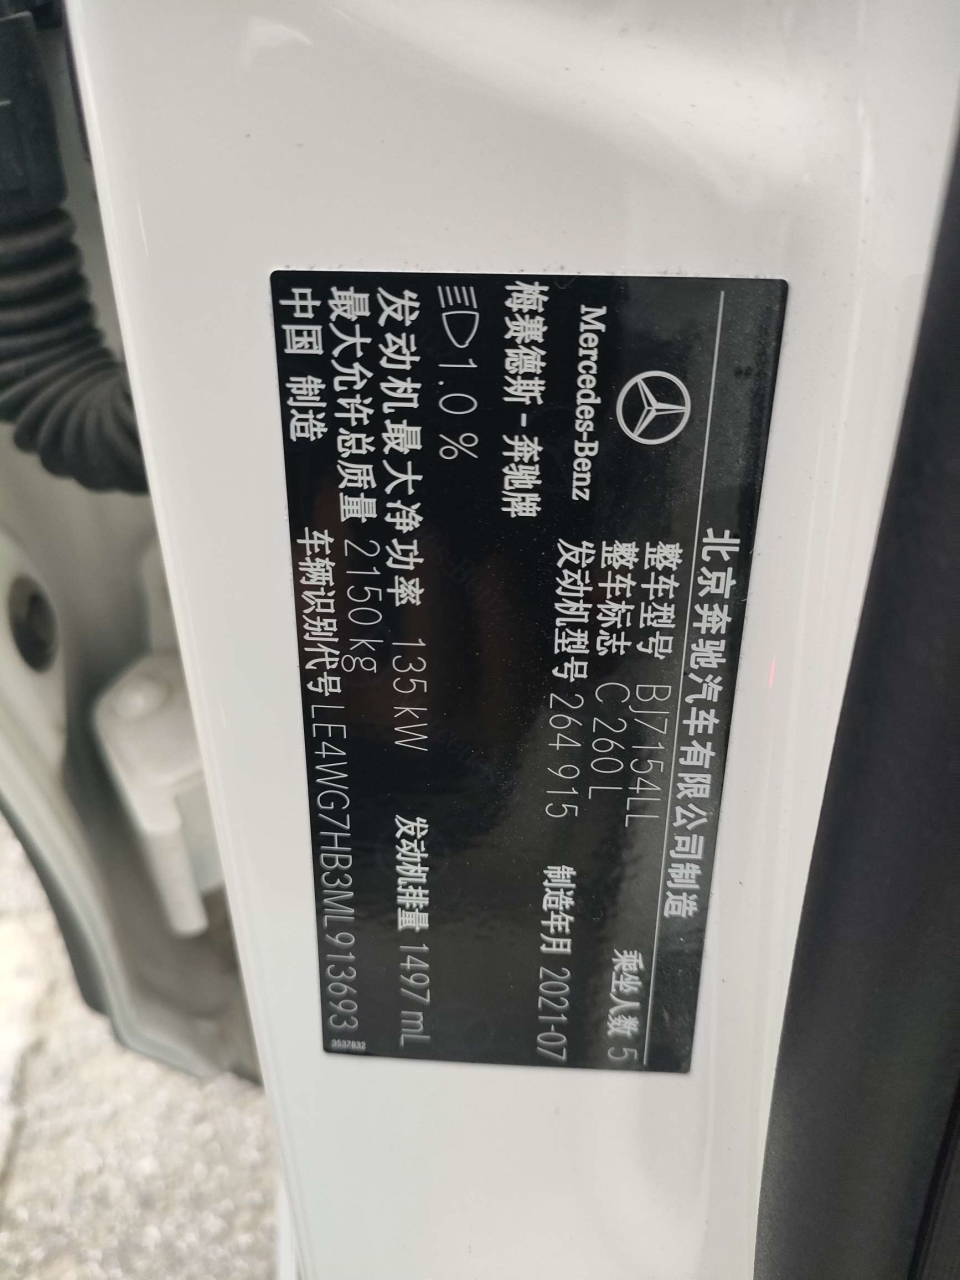 北京奔驰汽车有限公司制造
整车型号 BJ7154LL 乘坐人数 5
整车标志 C 260 L
Mercedes-Benz
发动机型号 264 915 制造年月 2021-07
梅赛德斯-奔驰牌
1.0 %
发动机最大净功率 135 kW 发动机排量 1497 mL
最大允许总质量 2150 kg
中国 制造 车辆识别代号 LE4WG7HB3ML913693
3537832